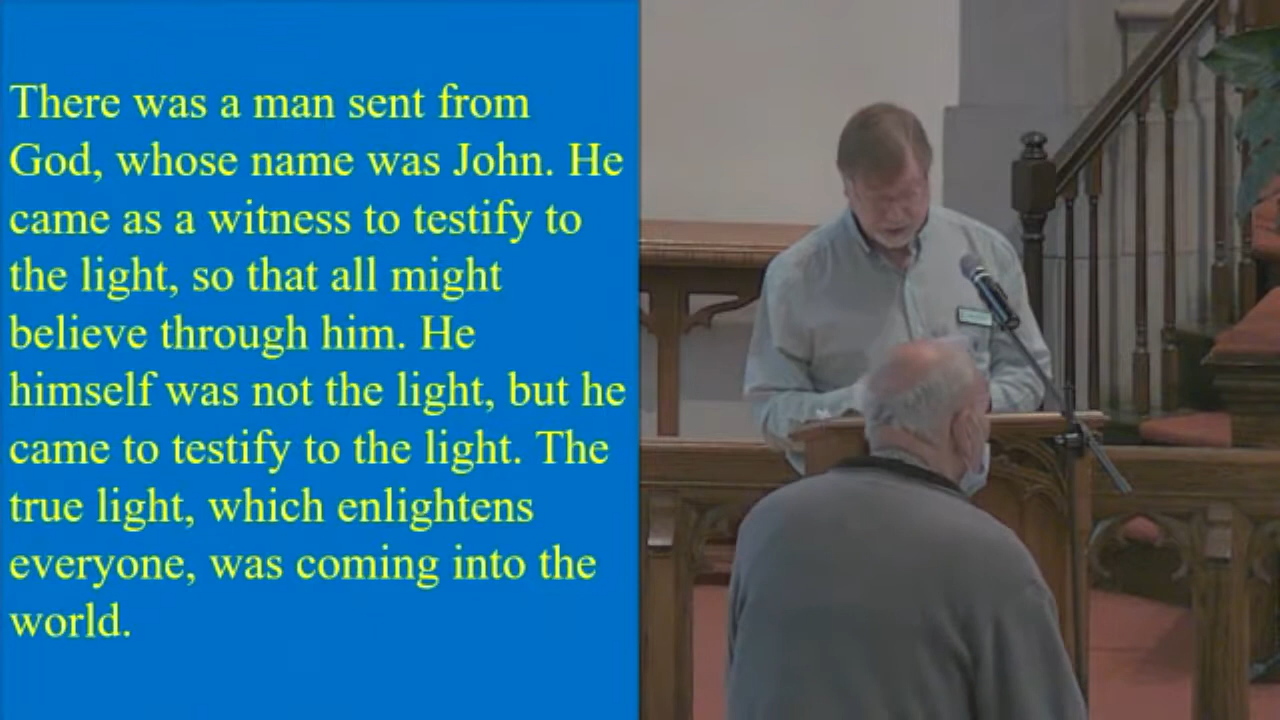 There was a man sent from
God, whose name was John. He
came as a witness to testify to
the light, so that all might
believe through him. He
himself was not the light, but he
came to testify to the light. The
true light, which enlightens
everyone, was coming into the
world.